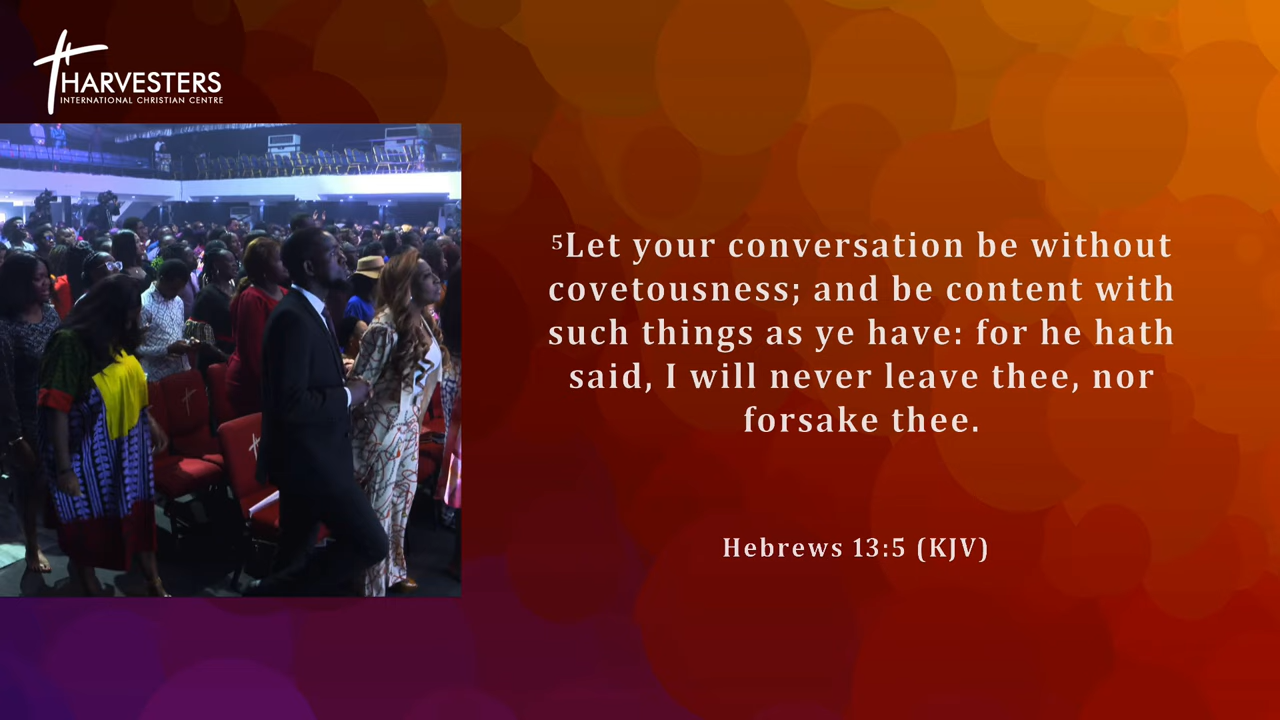 HARVESTERS
INTERNATIONAL CHRISTIAN CENTRE
⁵Let your conversation be without
covetousness; and be content with
such things as ye have: for he hath
said, I will never leave thee, nor
forsake thee.
Hebrews 13:5 (KJV)